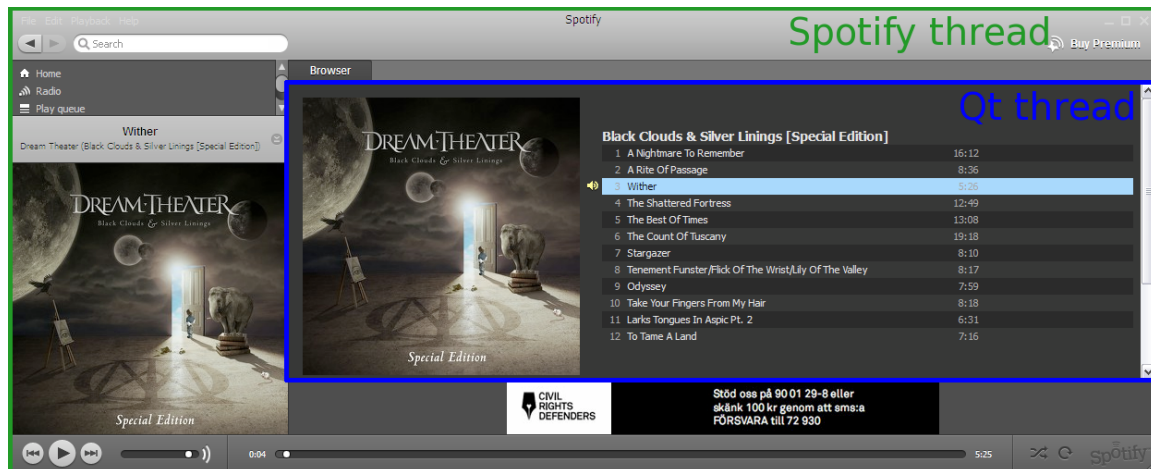 File Edit Playback Help
Spotify
Spotify thread
Search
Buy Premium
Home
Radio
Play queue
Browser
Qt thread
Wither
Dream Theater (Black Clouds & Silver Linings [Special Edition])
DREAM THEATER
Black Clouds & Silver Linings
Special Edition
DREAM THEATER
Black Clouds & Silver Linings
Special Edition
Black Clouds & Silver Linings [Special Edition]
1 A Nightmare To Remember 16:12
2 A Rite Of Passage 8:36
3 Wither 5:26
4 The Shattered Fortress 12:49
5 The Best Of Times 13:08
6 The Count Of Tuscany 19:18
7 Stargazer 8:10
8 Tenement Funster/Flick Of The Wrist/Lily Of The Valley 8:17
9 Odyssey 7:59
10 Take Your Fingers From My Hair 8:18
11 Larks Tongues In Aspic Pt. 2 6:31
12 To Tame A Land 7:16
CIVIL
RIGHTS
DEFENDERS
Stöd oss på 90 01 29-8 eller
skänk 100 kr genom att sms:a
FÖRSVARA till 72 930
0:04
5:25
Spotify